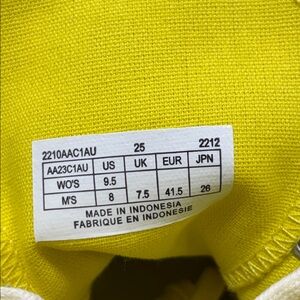 2210AAC1AU 25 2212
AA23C1AU US UK EUR JPN
WO'S 9.5
M'S 8 7.5 41.5 26
MADE IN INDONESIA
FABRIQUE EN INDONESIE